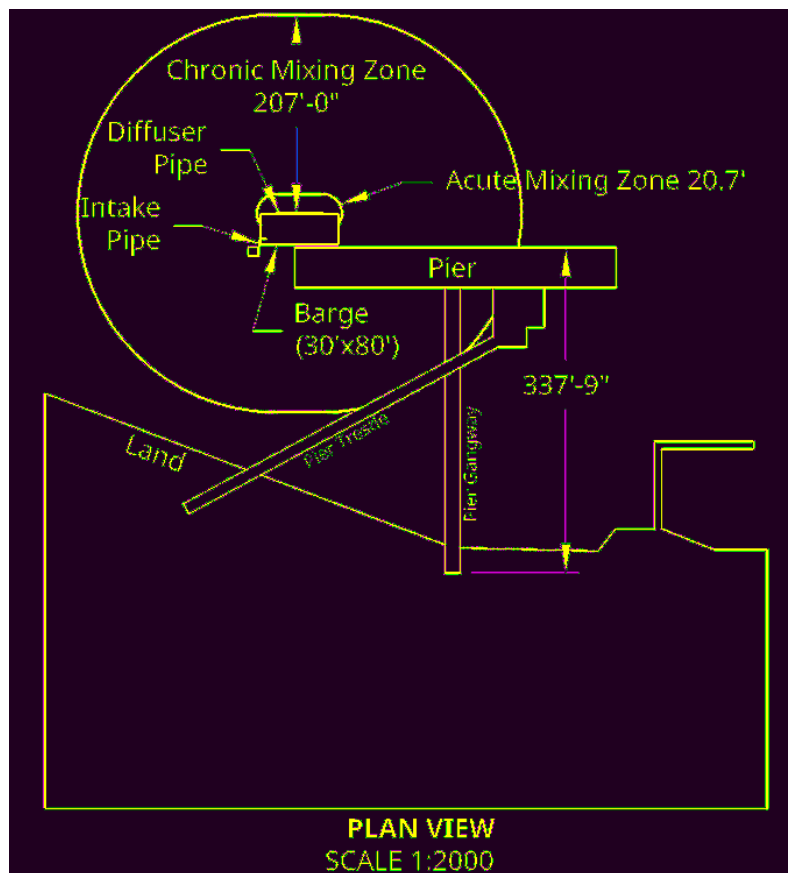 Chronic Mixing Zone
207'-0"
Diffuser
Pipe
Acute Mixing Zone 20.7'
Intake
Pipe
Pier
Barge
(30'x80')
337'-9"
Land
Pier Trestle
Pier Gangway
PLAN VIEW
SCALE 1:2000